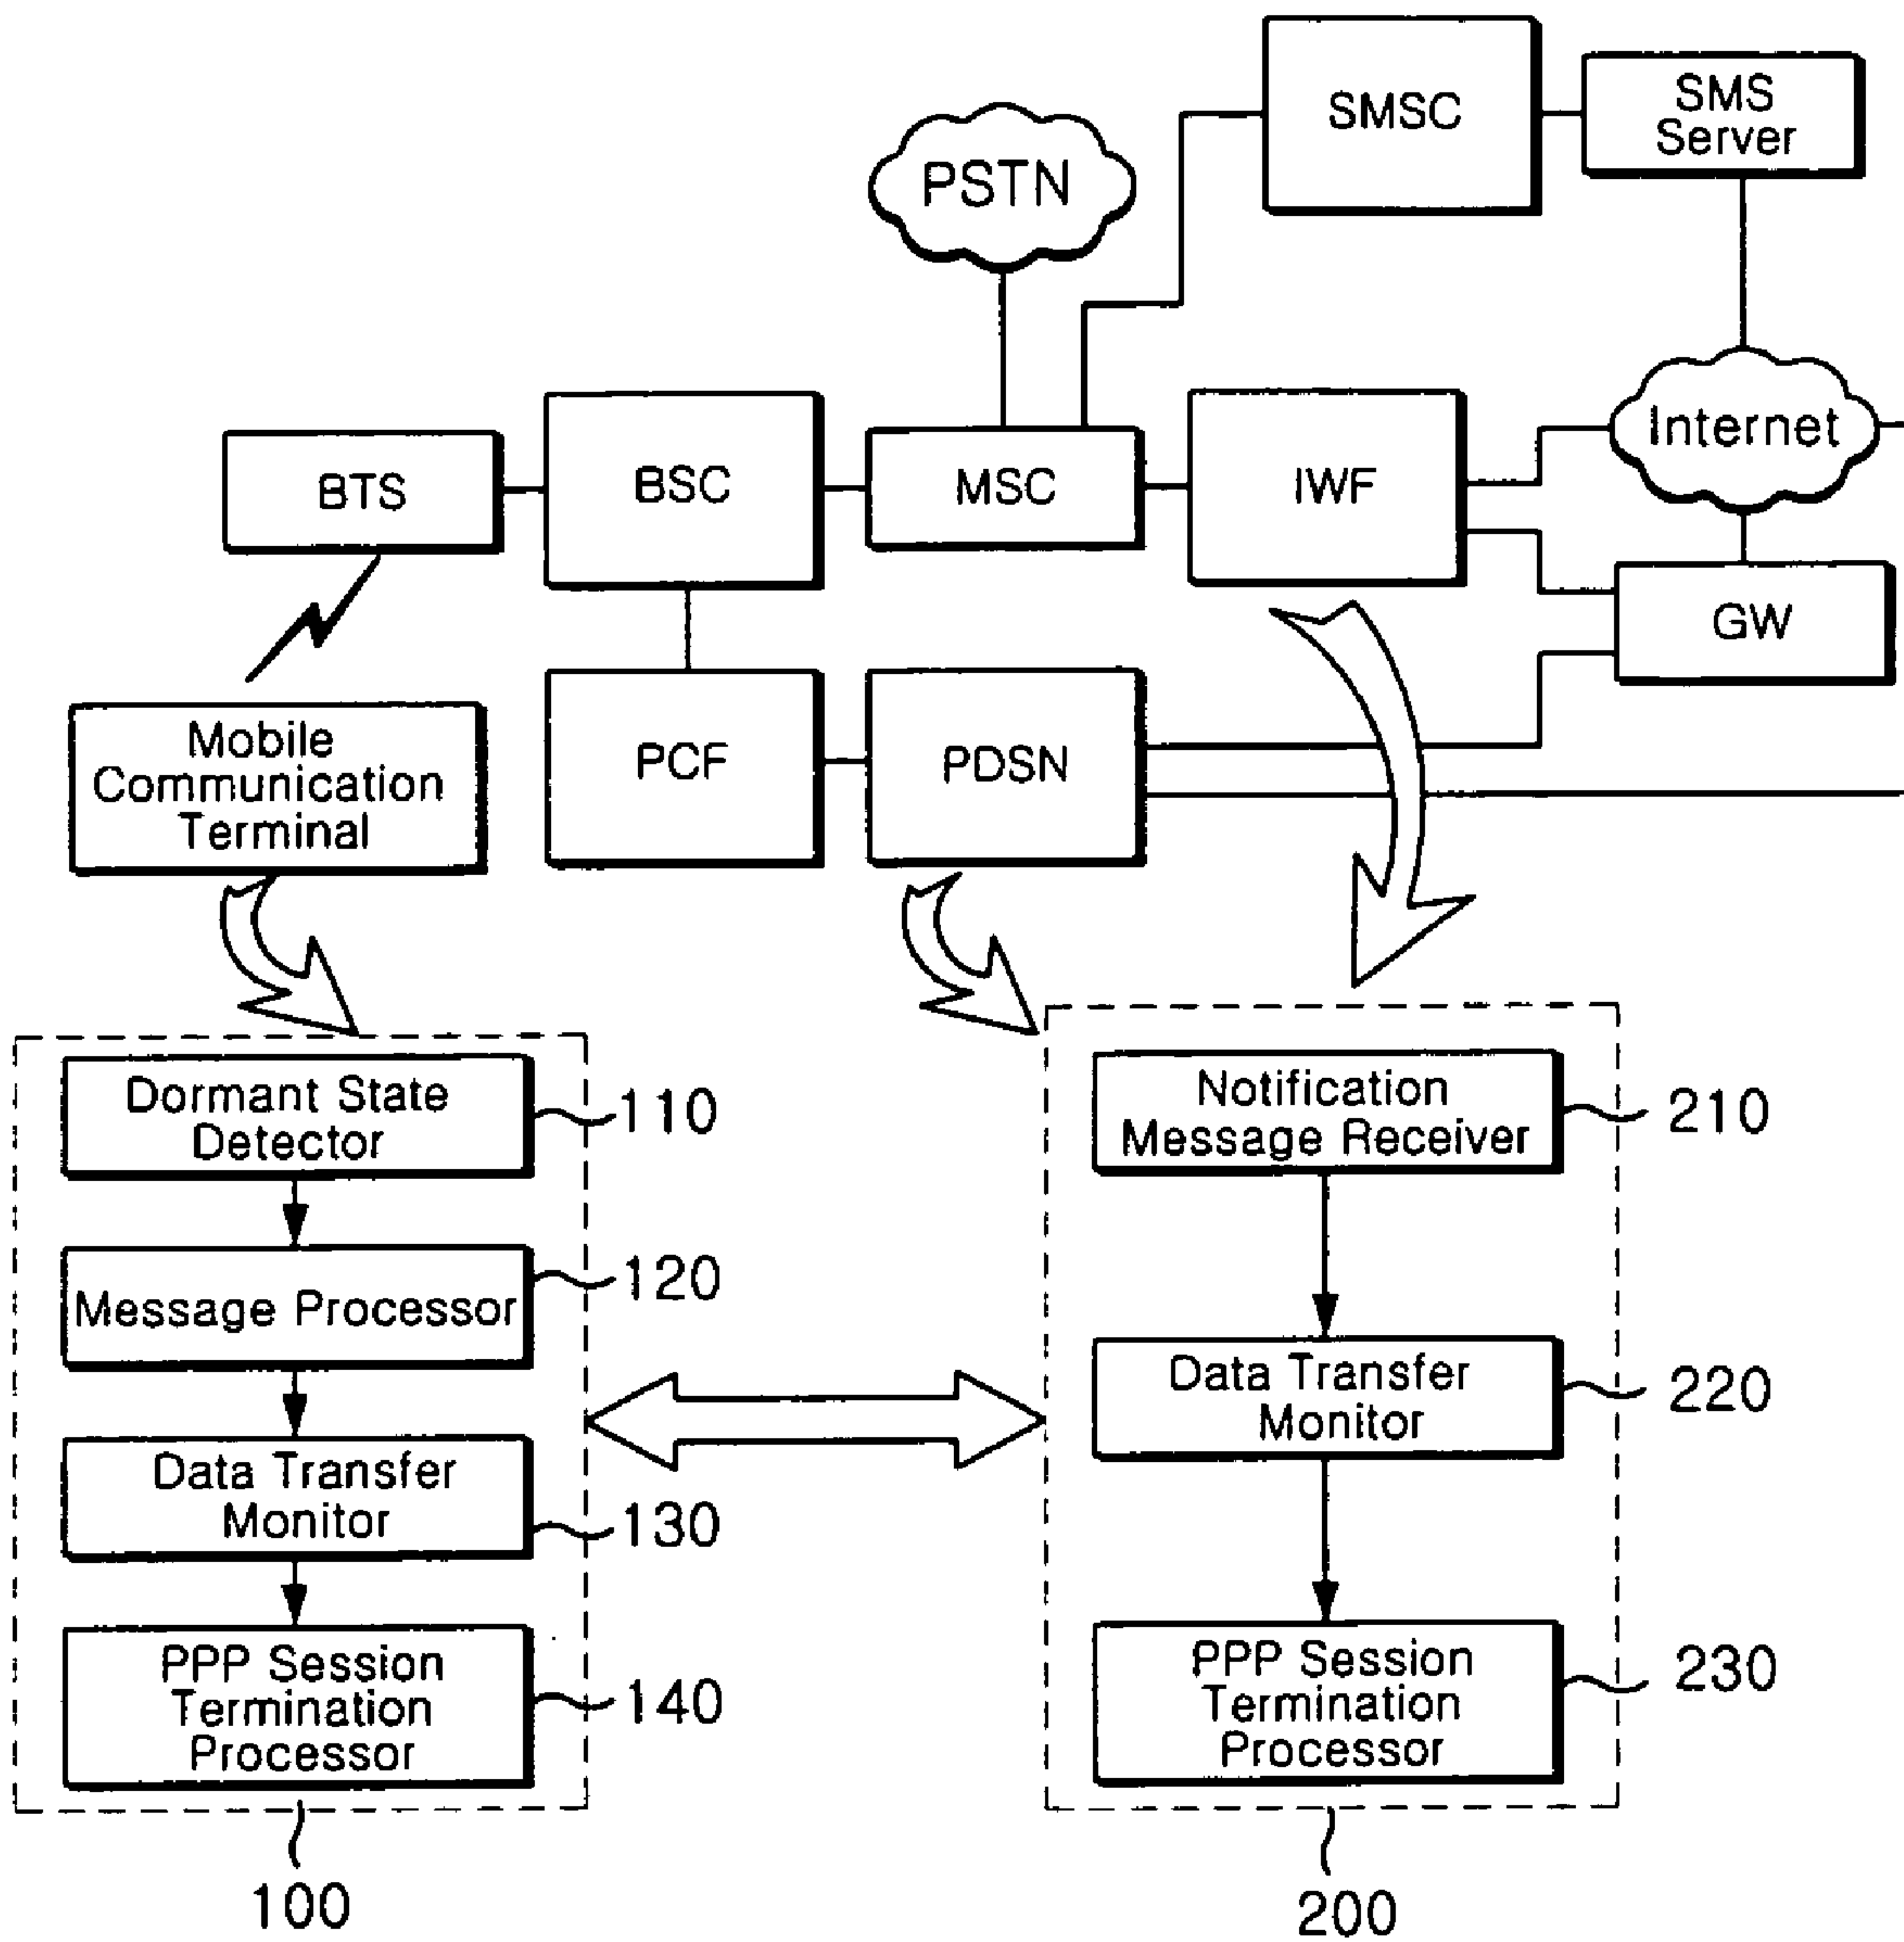 SMSC
SMS
Server
PSTN
Internet
BTS
BSC
MSC
IWF
GW
Mobile
Communication
Terminal
PCF
PDSN
Dormant State
Detector
110
Message Processor
120
Data Transfer
Monitor
130
PPP Session
Termination
Processor
140
100
Notification
Message Receiver
210
Data Transfer
Monitor
220
PPP Session
Termination
Processor
230
200